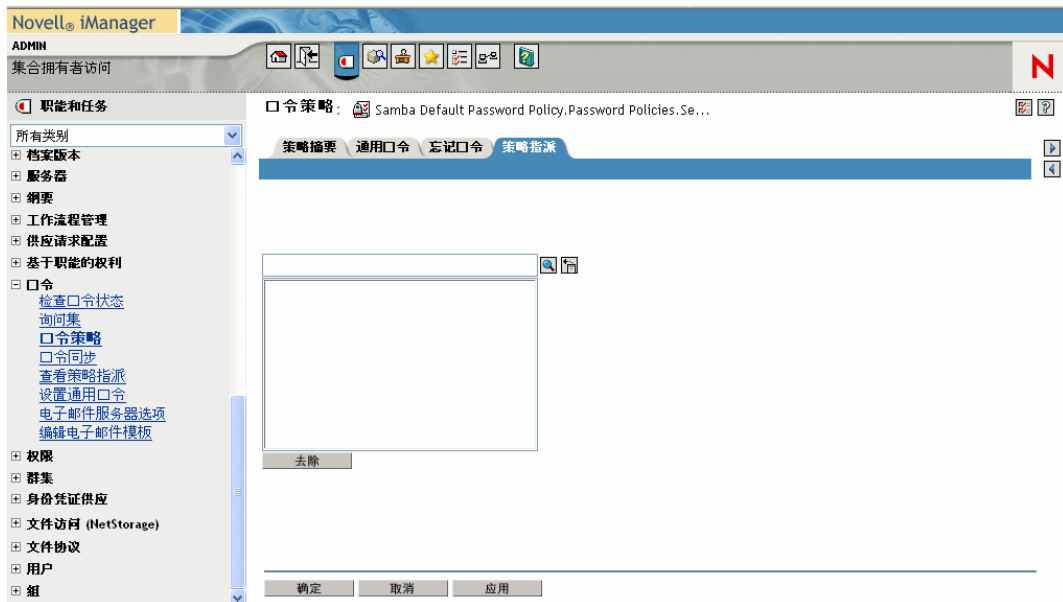 Novell® iManager
ADMIN
集合拥有者访问
N
职能和任务
所有类别
档案版本
服务器
纲要
工作流程管理
供应请求配置
基于职能的权利
口令
检查口令状态
询问集
口令策略
口令同步
查看策略指派
设置通用口令
电子邮件服务器选项
编辑电子邮件模板
权限
群集
身份凭证供应
文件访问 (NetStorage)
文件协议
用户
组
口令策略: Samba Default Password Policy.Password Policies.Se...
策略摘要 通用口令 忘记口令 策略指派
去除
确定 取消 应用